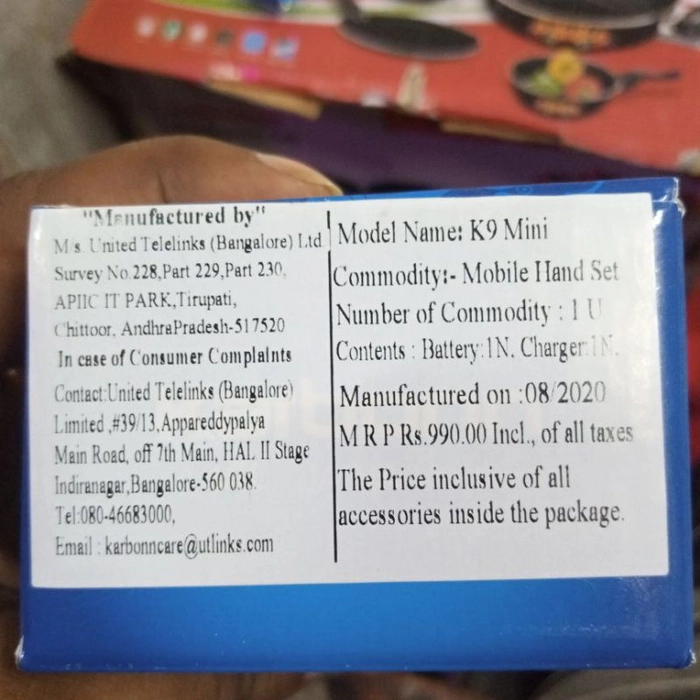 "Manufactured by"
M/s. United Telelinks (Bangalore) Ltd
Survey No.228,Part 229,Part 230,
APIIC IT PARK,Tirupati,
Chittoor, AndhraPradesh-517520
In case of Consumer Complaints
Contact:United Telelinks (Bangalore)
Limited ,#39/13,Appareddypalya
Main Road, off 7th Main, HAL II Stage
Indiranagar,Bangalore-560 038.
Tel:080-46683000,
Email : karbonncare@utlinks.com
Model Name: K9 Mini
Commodity:- Mobile Hand Set
Number of Commodity : 1 U
Contents : Battery:1N, Charger:1N.
Manufactured on :08/2020
M R P Rs.990.00 Incl., of all taxes
The Price inclusive of all
accessories inside the package.